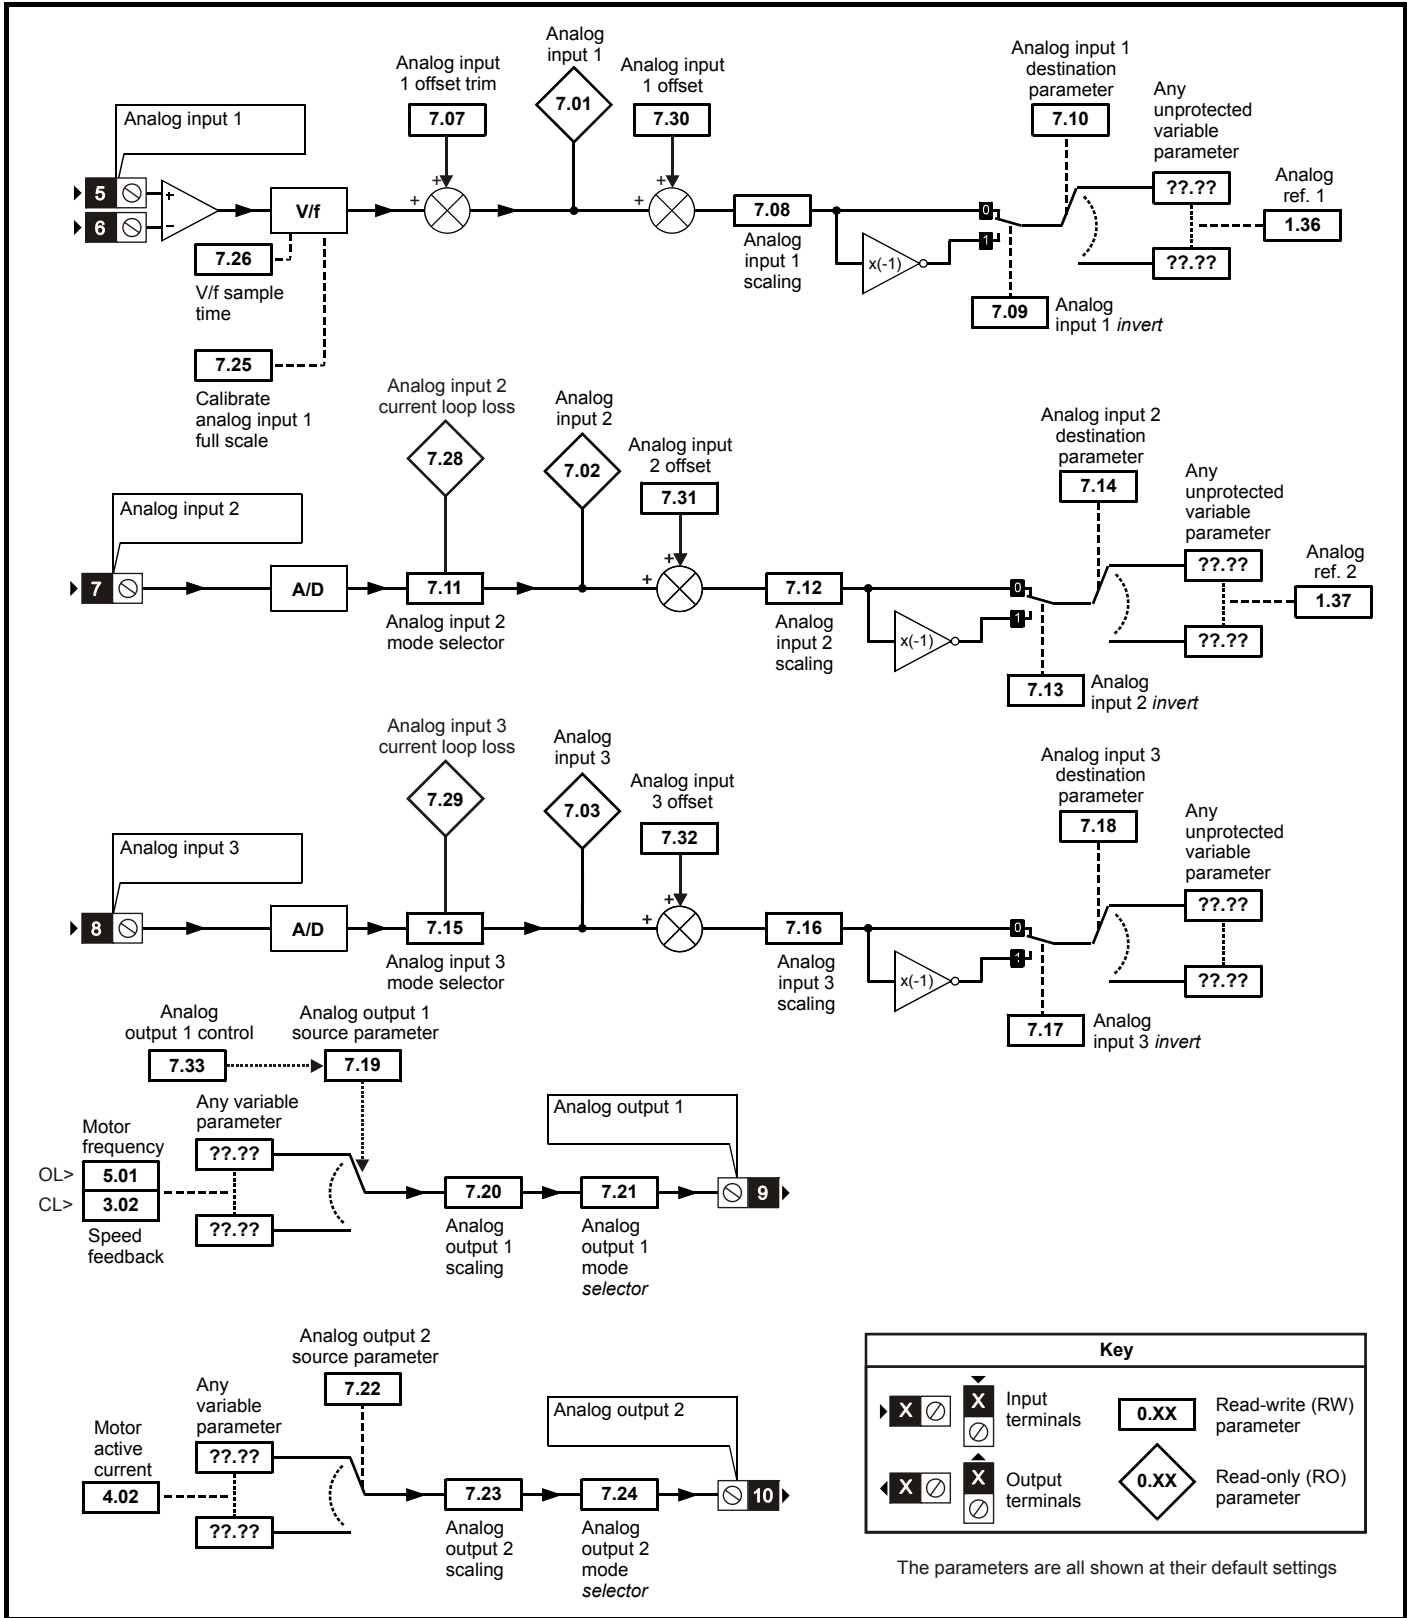 Analog input 1
5
6
+
−
V/f
7.26
V/f sample
time
7.25
Calibrate
analog input 1
full scale
Analog input
1 offset trim
7.07
+
+
Analog
input 1
7.01
Analog input
1 offset
7.30
+
+
7.08
Analog
input 1
scaling
x(-1)
0
1
7.09
Analog
input 1 invert
Analog input 1
destination
parameter
7.10
Any
unprotected
variable
parameter
??.??
??.??
Analog
ref. 1
1.36
Analog input 2
7
A/D
Analog input 2
current loop loss
7.28
7.11
Analog input 2
mode selector
Analog
input 2
7.02
Analog input
2 offset
7.31
+
+
7.12
Analog
input 2
scaling
x(-1)
0
1
7.13
Analog
input 2 invert
Analog input 2
destination
parameter
7.14
Any
unprotected
variable
parameter
??.??
??.??
Analog
ref. 2
1.37
Analog input 3
8
A/D
Analog input 3
current loop loss
7.29
7.15
Analog input 3
mode selector
Analog
input 3
7.03
Analog input
3 offset
7.32
+
+
7.16
Analog
input 3
scaling
x(-1)
0
1
7.17
Analog
input 3 invert
Analog input 3
destination
parameter
7.18
Any
unprotected
variable
parameter
??.??
??.??
Analog
output 1 control
7.33
Analog output 1
source parameter
7.19
Motor
frequency
OL> 5.01
CL> 3.02
Speed
feedback
Any variable
parameter
??.??
??.??
7.20
Analog
output 1
scaling
7.21
Analog
output 1
mode
selector
Analog output 1
9
Analog output 2
source parameter
7.22
Motor
active
current
4.02
Any
variable
parameter
??.??
??.??
7.23
Analog
output 2
scaling
7.24
Analog
output 2
mode
selector
Analog output 2
10
Key
X
X
Input
terminals
0.XX
Read-write (RW)
parameter
X
X
Output
terminals
0.XX
Read-only (RO)
parameter
The parameters are all shown at their default settings